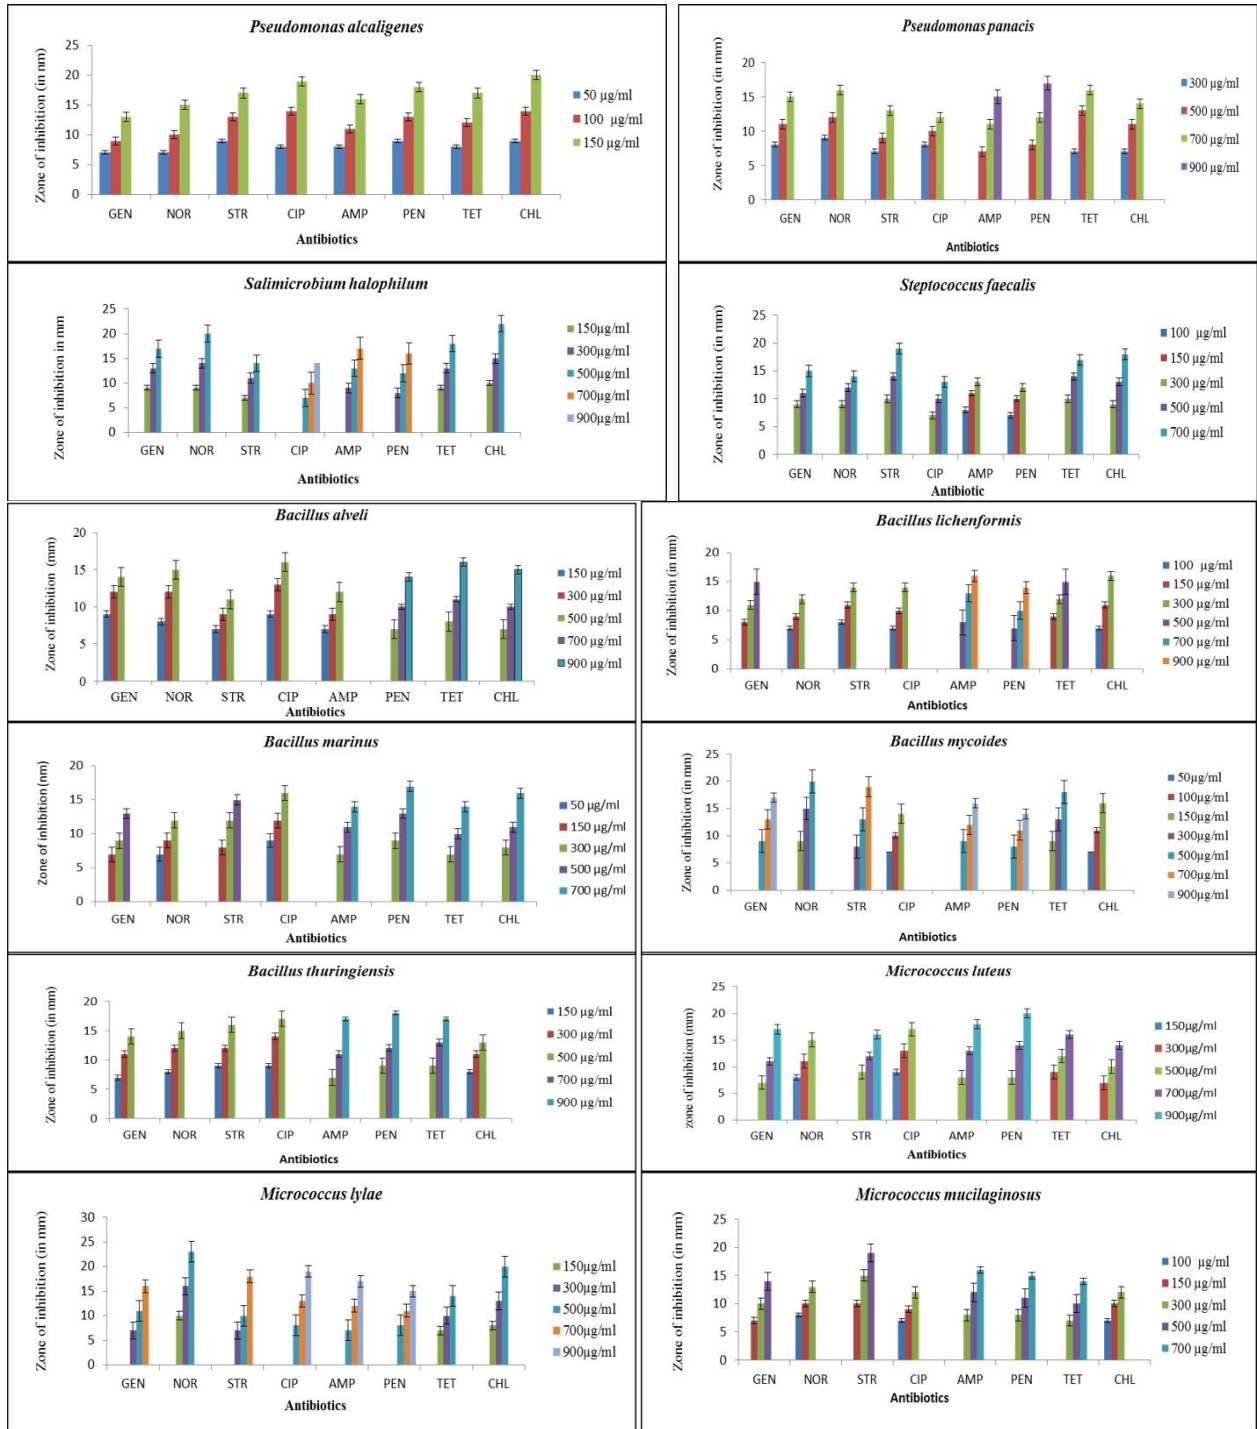 Pseudomonas alcaligenes
Zone of inhibition (in mm)
25
20
15
10
5
0
GEN NOR STR CIP AMP PEN TET CHL
Antibiotics
50 µg/ml
100 µg/ml
150 µg/ml
Pseudomonas panacis
Zone of inhibition (in mm)
20
15
10
5
0
GEN NOR STR CIP AMP PEN TET CHL
Antibiotics
300 µg/ml
500 µg/ml
700 µg/ml
900 µg/ml
Salimicrobium halophilum
Zone of inhibition in mm
25
20
15
10
5
0
GEN NOR STR CIP AMP PEN TET CHL
150µg/ml
300µg/ml
500µg/ml
700µg/ml
900µg/ml
Steptococcus faecalis
Zone of inhibition (in mm)
25
20
15
10
5
0
GEN NOR STR CIP AMP PEN TET CHL
Antibiotic
100 µg/ml
150 µg/ml
300 µg/ml
500 µg/ml
700 µg/ml
Bacillus alveli
Zone of inhibition (mm)
20
15
10
5
0
GEN NOR STR CIP AMP PEN TET CHL
Antibiotics
150 µg/ml
300 µg/ml
500 µg/ml
700 µg/ml
900 µg/ml
Bacillus lichenformis
Zone of inhibition (in mm)
20
15
10
5
0
GEN NOR STR CIP AMP PEN TET CHL
Antibiotics
100 µg/ml
150 µg/ml
300 µg/ml
500 µg/ml
700 µg/ml
900 µg/ml
Bacillus marinus
Zone of inhibition (nm)
20
15
10
5
0
GEN NOR STR CIP AMP PEN TET CHL
Antibiotics
50 µg/ml
150 µg/ml
300 µg/ml
500 µg/ml
700 µg/ml
Bacillus mycoides
Zone of inhibition (in mm)
25
20
15
10
5
0
GEN NOR STR CIP AMP PEN TET CHL
Antibiotics
50µg/ml
100µg/ml
150µg/ml
300µg/ml
500µg/ml
700µg/ml
900µg/ml
Bacillus thuringiensis
Zone of inhibition (in mm)
20
15
10
5
0
GEN NOR STR CIP AMP PEN TET CHL
Antibiotics
150 µg/ml
300 µg/ml
500 µg/ml
700 µg/ml
900 µg/ml
Micrococcus luteus
zone of inhibition (mm)
25
20
15
10
5
0
GEN NOR STR CIP AMP PEN TET CHL
Antibiotics
150µg/ml
300µg/ml
500µg/ml
700µg/ml
900µg/ml
Micrococcus lylae
Zone of inhibition (in mm)
30
25
20
15
10
5
0
GEN NOR STR CIP AMP PEN TET CHL
Antibiotics
150µg/ml
300µg/ml
500µg/ml
700µg/ml
900µg/ml
Micrococcus mucilaginosus
Zone of inhibition (in mm)
25
20
15
10
5
0
GEN NOR STR CIP AMP PEN TET CHL
Antibiotics
100 µg/ml
150 µg/ml
300 µg/ml
500 µg/ml
700 µg/ml